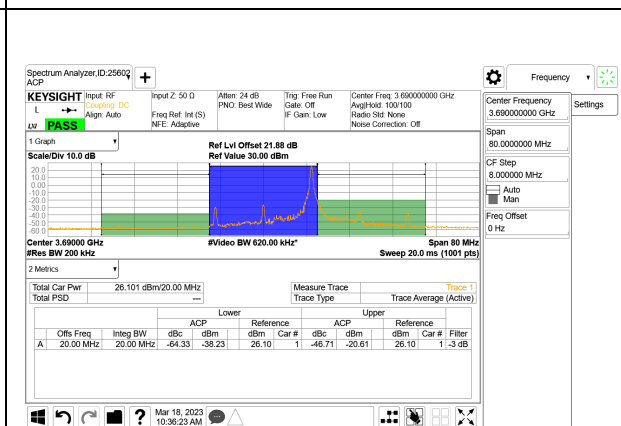 Spectrum Analyzer,ID:25602
ACP
+
Frequency
KEYSIGHT
L
LXI
PASS
Input: RF
Coupling: DC
Align: Auto
Input Z: 50 Ω
Freq Ref: Int (S)
NFE: Adaptive
Atten: 24 dB
PNO: Best Wide
Trig: Free Run
Gate: Off
IF Gain: Low
Center Freq: 3.690000000 GHz
Avg|Hold: 100/100
Radio Std: None
Noise Correction: Off
Center Frequency
3.690000000 GHz
Settings
Span
80.0000000 MHz
CF Step
8.000000 MHz
Auto
Man
Freq Offset
0 Hz
1 Graph
Scale/Div 10.0 dB
Ref Lvl Offset 21.88 dB
Ref Value 30.00 dBm
20.0
10.0
0.00
-10.0
-20.0
-30.0
-40.0
-50.0
-60.0
Center 3.69000 GHz
#Res BW 200 kHz
#Video BW 620.00 kHz*
Span 80 MHz
Sweep 20.0 ms (1001 pts)
2 Metrics
Total Car Pwr 26.101 dBm/20.00 MHz
Total PSD ---
Measure Trace Trace 1
Trace Type Trace Average (Active)
Lower Upper
ACP Reference ACP Reference
Offs Freq Integ BW dBc dBm dBm Car # dBc dBm dBm Car # Filter
A 20.00 MHz 20.00 MHz -64.33 -38.23 26.10 1 -46.71 -20.61 26.10 1 -3 dB
?
Mar 18, 2023
10:36:23 AM